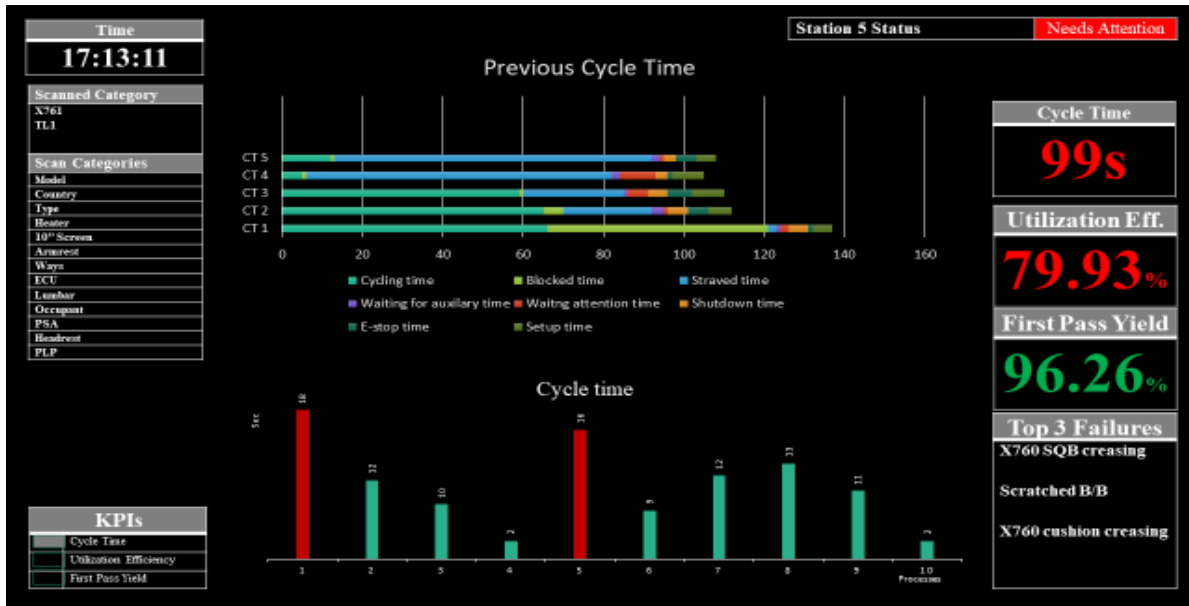 Time
17:13:11
Station 5 Status
Needs Attention
Scanned Category
X761
TL1
Scan Categories
Model
Country
Type
Heater
10" Screen
Armrest
Ways
ECU
Lumbar
Occupant
PSA
Headrest
PLP
KPIs
Cycle Time
Utilization Efficiency
First Pass Yield
Previous Cycle Time
CT 5
CT 4
CT 3
CT 2
CT 1
0 20 40 60 80 100 120 140 160
Cycling time Blocked time Straved time
Waiting for auxilary time Waitng attention time Shutdown time
E-stop time Setup time
Cycle time
Sec
18 12 10 9 12 13 11
1 2 3 4 5 6 7 8 9 10
Processes
Cycle Time
99s
Utilization Eff.
79.93%
First Pass Yield
96.26%
Top 3 Failures
X760 SQB creasing
Scratched B/B
X760 cushion creasing